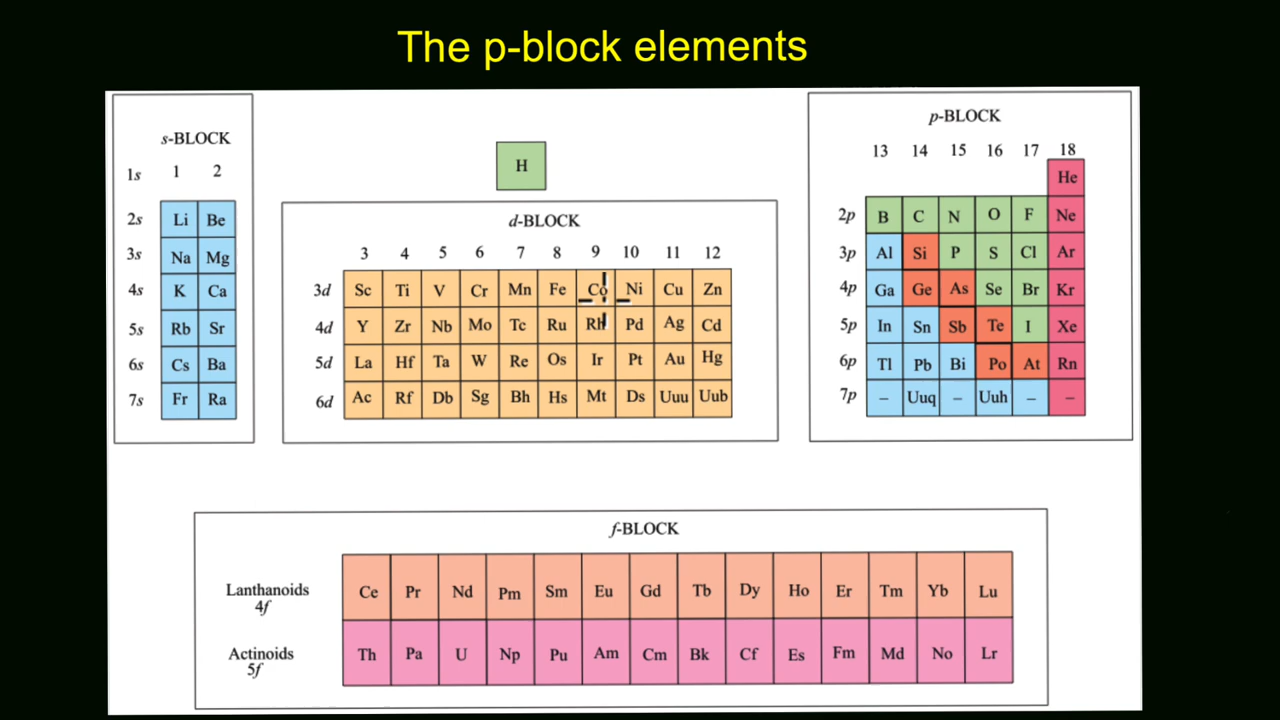 The p-block elements
s-BLOCK
1 2
1s
2s Li Be
3s Na Mg
4s K Ca
5s Rb Sr
6s Cs Ba
7s Fr Ra
H
d-BLOCK
3 4 5 6 7 8 9 10 11 12
3d Sc Ti V Cr Mn Fe Co Ni Cu Zn
4d Y Zr Nb Mo Tc Ru Rh Pd Ag Cd
5d La Hf Ta W Re Os Ir Pt Au Hg
6d Ac Rf Db Sg Bh Hs Mt Ds Uuu Uub
p-BLOCK
13 14 15 16 17 18
He
2p B C N O F Ne
3p Al Si P S Cl Ar
4p Ga Ge As Se Br Kr
5p In Sn Sb Te I Xe
6p Tl Pb Bi Po At Rn
7p – Uuq – Uuh – –
f-BLOCK
Lanthanoids Ce Pr Nd Pm Sm Eu Gd Tb Dy Ho Er Tm Yb Lu
4f
Actinoids Th Pa U Np Pu Am Cm Bk Cf Es Fm Md No Lr
5f